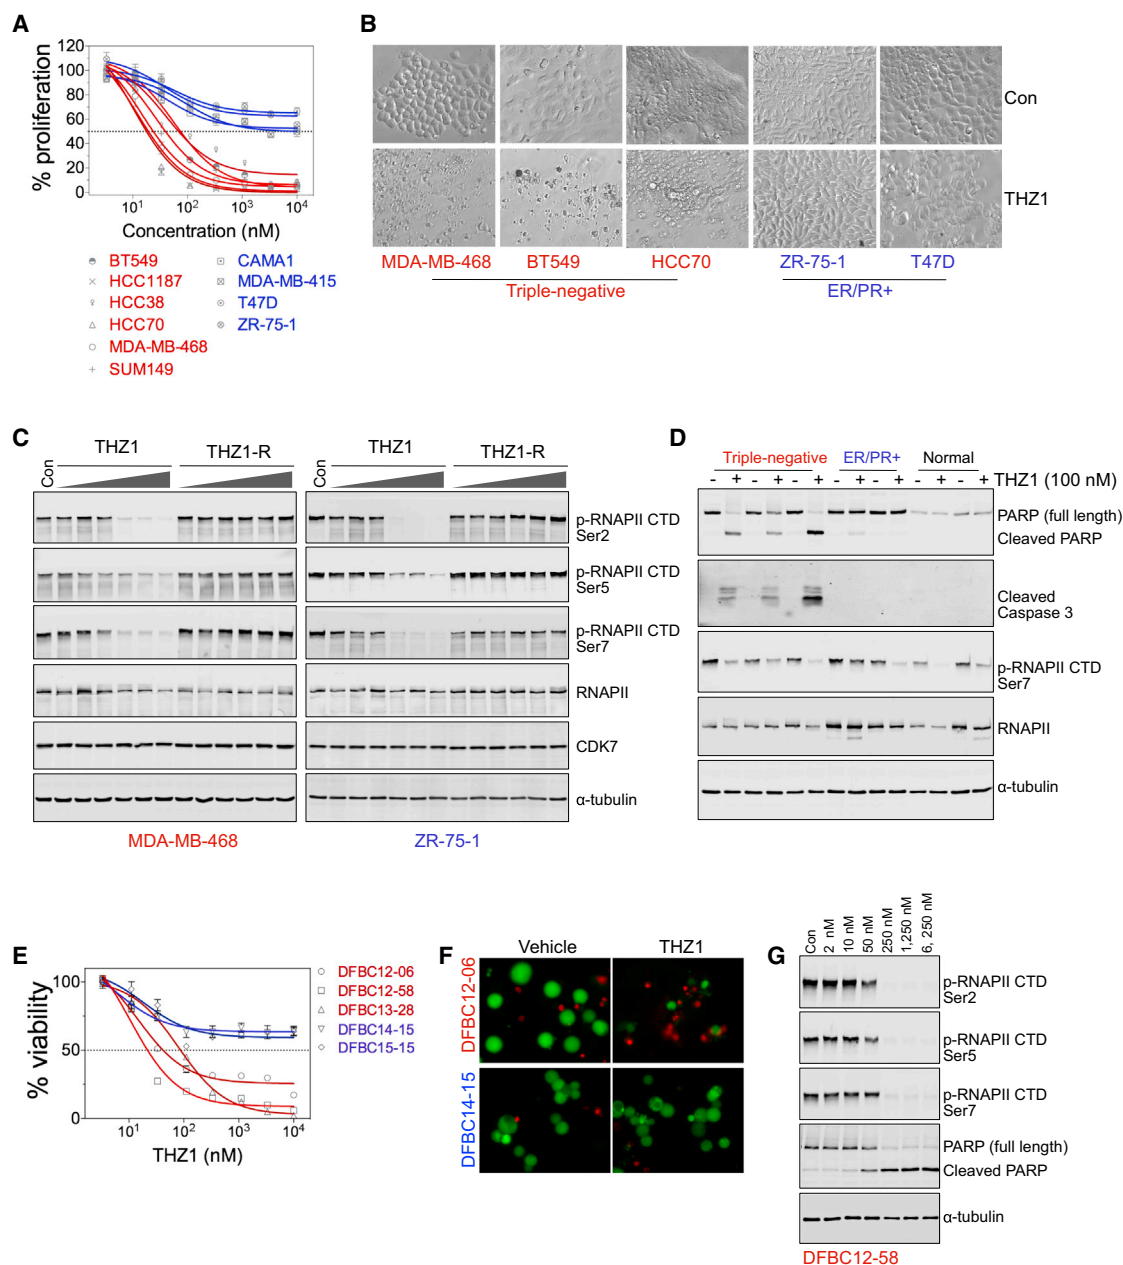 A
% proliferation
120
100
80
60
40
20
0
10¹ 10² 10³ 10⁴
Concentration (nM)
BT549
HCC1187
HCC38
HCC70
MDA-MB-468
SUM149
CAMA1
MDA-MB-415
T47D
ZR-75-1
B
Con
THZ1
MDA-MB-468 BT549 HCC70 ZR-75-1 T47D
Triple-negative ER/PR+
C
Con THZ1 THZ1-R THZ1 THZ1-R
p-RNAPII CTD
Ser2
p-RNAPII CTD
Ser5
p-RNAPII CTD
Ser7
RNAPII
CDK7
α-tubulin
MDA-MB-468 ZR-75-1
D
Triple-negative ER/PR+ Normal
- + - + - + - + - + - + - + THZ1 (100 nM)
PARP (full length)
Cleaved PARP
Cleaved
Caspase 3
p-RNAPII CTD
Ser7
RNAPII
α-tubulin
E
% viability
100
50
0
10¹ 10² 10³ 10⁴
THZ1 (nM)
DFBC12-06
DFBC12-58
DFBC13-28
DFBC14-15
DFBC15-15
F
Vehicle THZ1
DFBC12-06
DFBC14-15
G
Con 2 nM 10 nM 50 nM 250 nM 1,250 nM 6, 250 nM
p-RNAPII CTD
Ser2
p-RNAPII CTD
Ser5
p-RNAPII CTD
Ser7
PARP (full length)
Cleaved PARP
α-tubulin
DFBC12-58